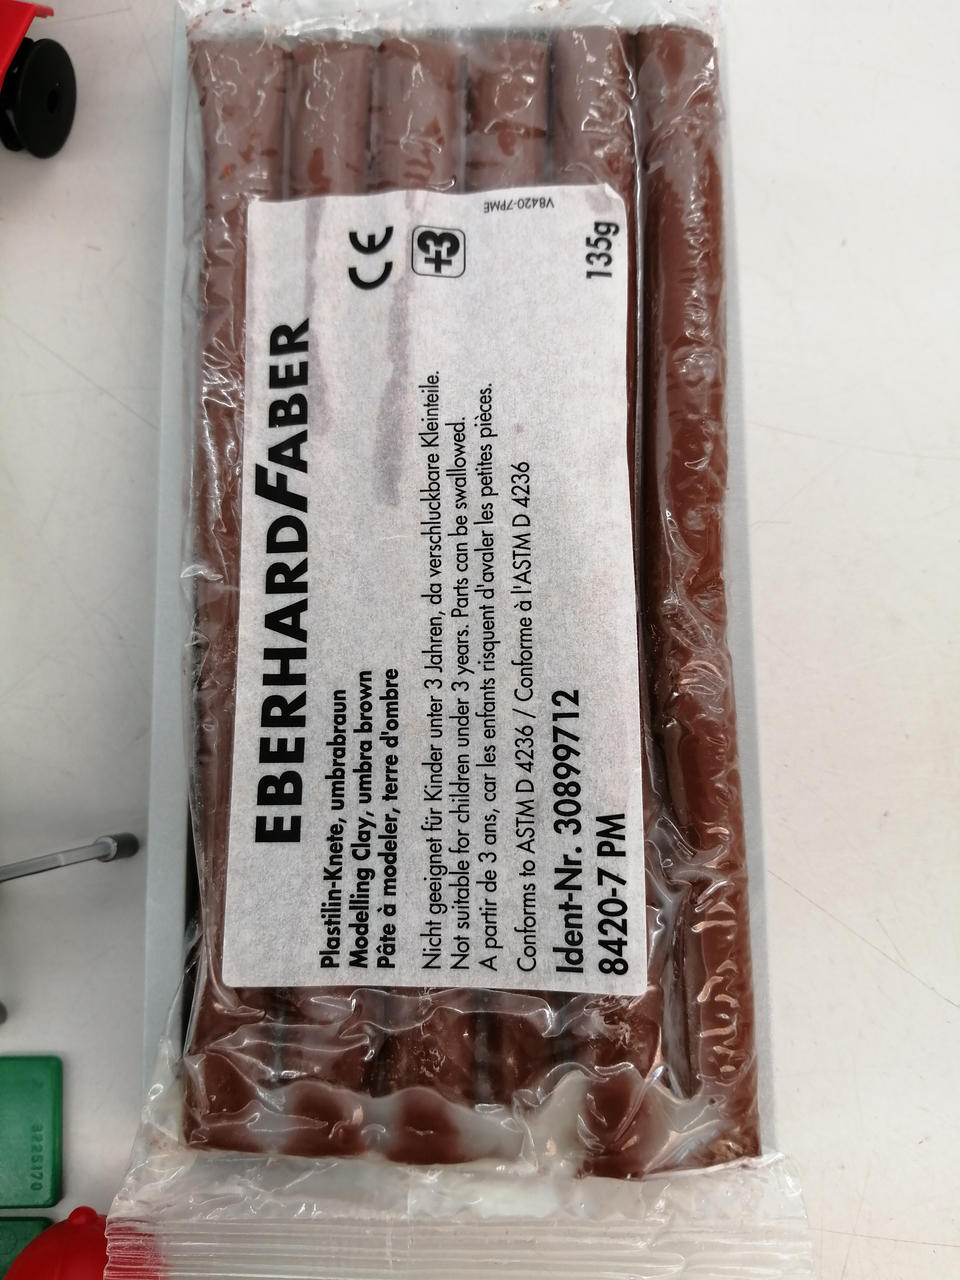 EBERHARDFABER
CE
Plastilin-Knete, umbrabraun
Modelling Clay, umbra brown
Pâte à modeler, terre d'ombre
+3
Nicht geeignet für Kinder unter 3 Jahren, da verschluckbare Kleinteile.
Not suitable for children under 3 years. Parts can be swallowed.
A partir de 3 ans, car les enfants risquent d'avaler les petites pièces.
Conforms to ASTM D 4236 / Conforme à l'ASTM D 4236
Ident-Nr. 30899712
8420-7 PM
135g
V8420-7PME
8225170